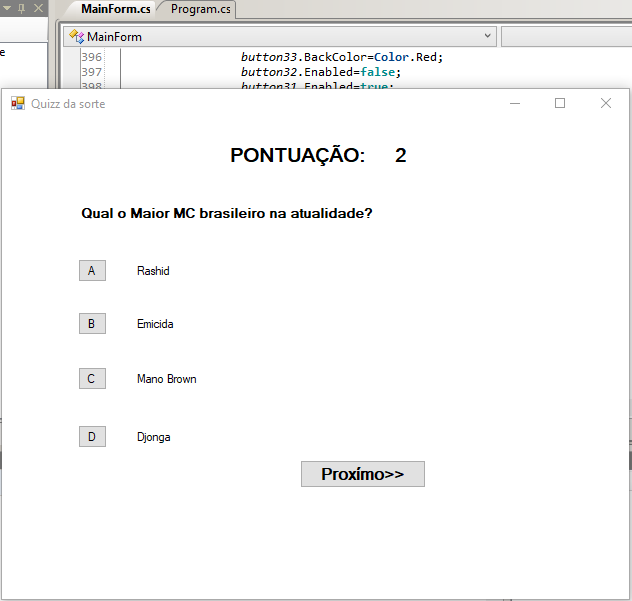 MainForm.cs Program.cs
e
MainForm
396 button33.BackColor=Color.Red;
397 button32.Enabled=false;
398 button31.Enabled=true;
Quizz da sorte
PONTUAÇÃO: 2
Qual o Maior MC brasileiro na atualidade?
A Rashid
B Emicida
C Mano Brown
D Djonga
Proxímo>>